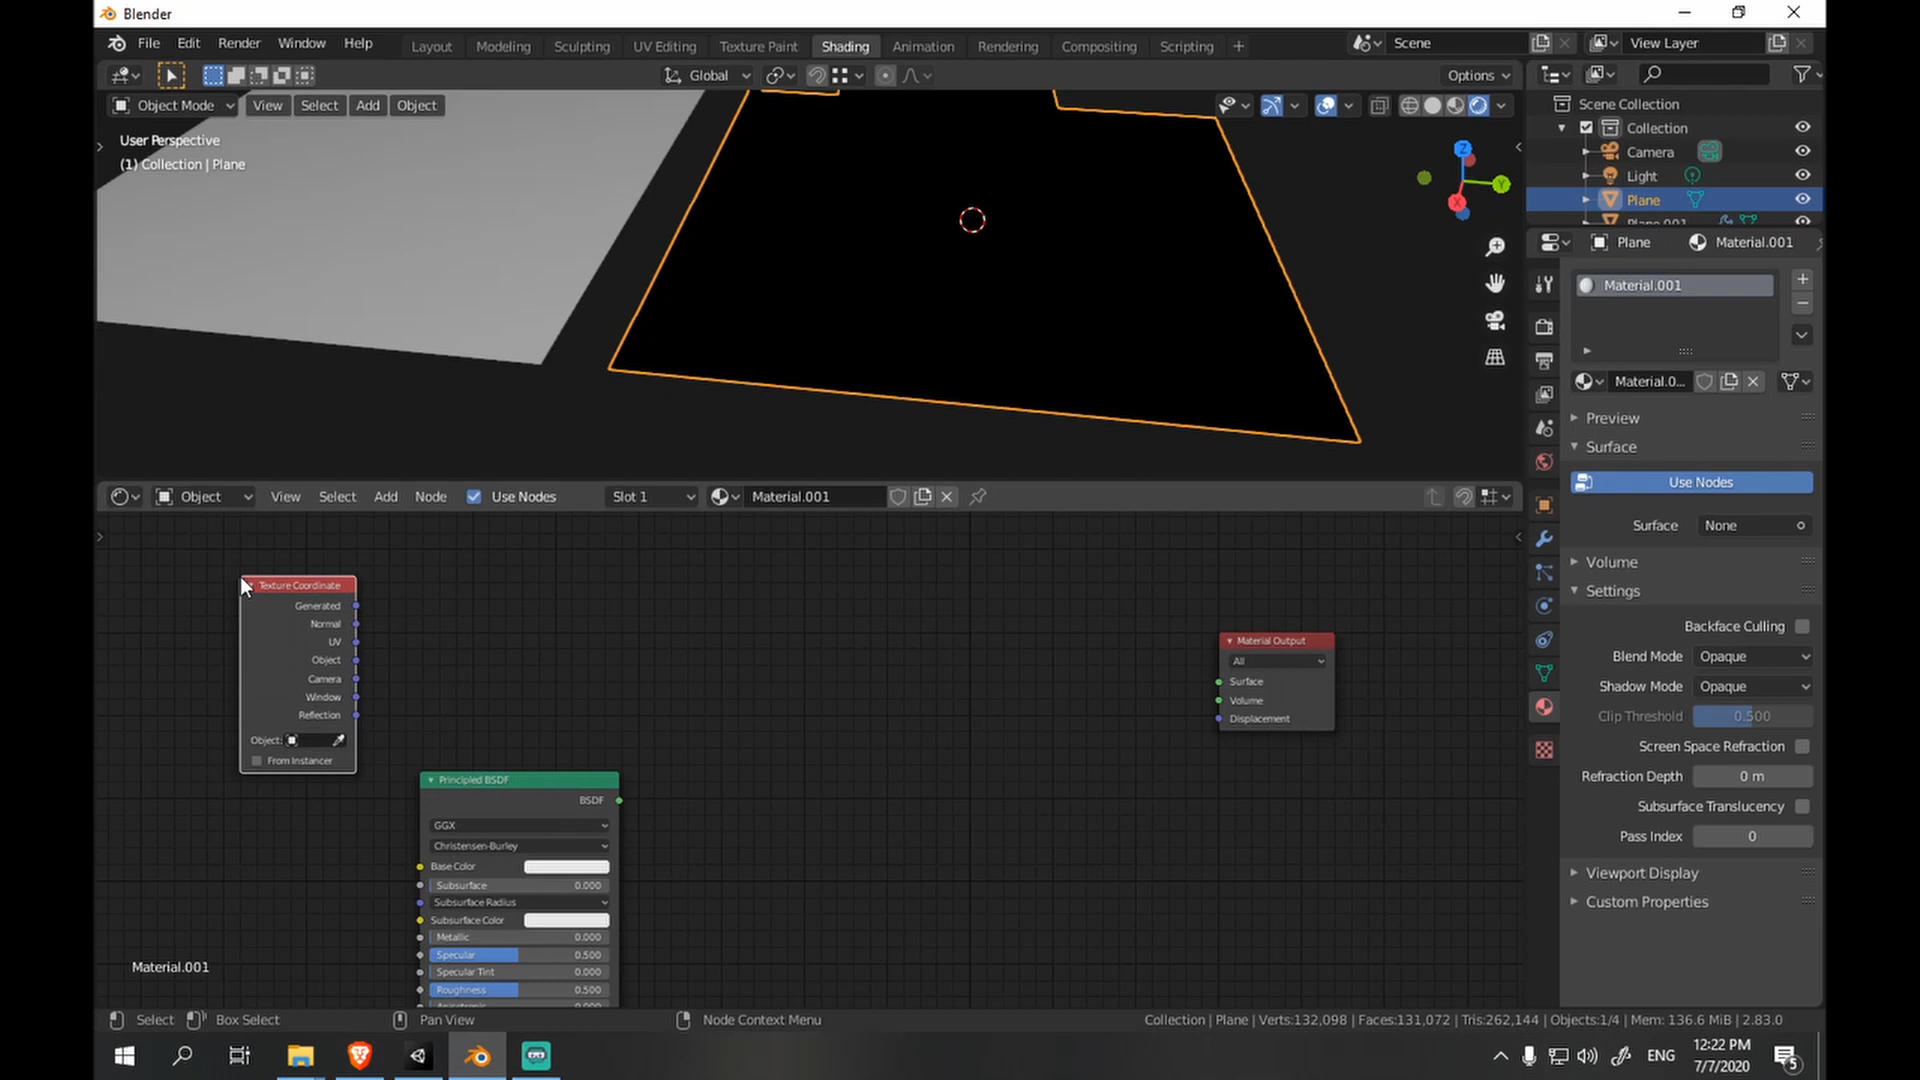 Blender
File Edit Render Window Help Layout Modeling Sculpting UV Editing Texture Paint Shading Animation Rendering Compositing Scripting + Scene View Layer
Global Options
Object Mode View Select Add Object
User Perspective
(1) Collection | Plane
Z
Y
X
Scene Collection
Collection
Camera
Light
Plane
Plane.001
Plane Material.001
Material.001
Material.0...
Preview
Surface
Use Nodes
Surface None
Volume
Settings
Backface Culling
Blend Mode Opaque
Shadow Mode Opaque
Clip Threshold 0.500
Screen Space Refraction
Refraction Depth 0 m
Subsurface Translucency
Pass Index 0
Viewport Display
Custom Properties
Object View Select Add Node Use Nodes Slot 1 Material.001
Texture Coordinate
Generated
Normal
UV
Object
Camera
Window
Reflection
Object:
From Instancer
Principled BSDF
BSDF
GGX
Christensen-Burley
Base Color
Subsurface 0.000
Subsurface Radius
Subsurface Color
Metallic 0.000
Specular 0.500
Specular Tint 0.000
Roughness 0.500
Material Output
All
Surface
Volume
Displacement
Material.001
Select Box Select Pan View Node Context Menu Collection | Plane | Verts:132,098 | Faces:131,072 | Tris:262,144 | Objects:1/4 | Mem: 136.6 MiB | 2.83.0
ENG 12:22 PM
7/7/2020
5